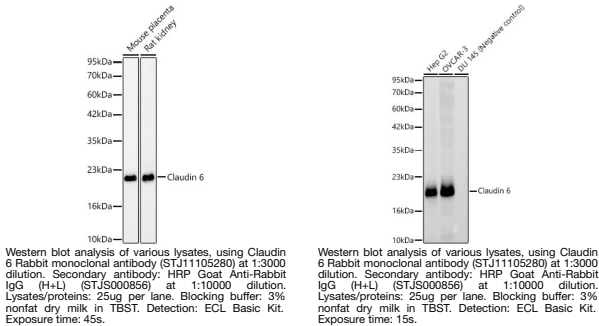 Mouse placenta
Rat kidney
95kDa
70kDa
60kDa
42kDa
35kDa
23kDa
Claudin 6
16kDa
10kDa
Western blot analysis of various lysates, using Claudin
6 Rabbit monoclonal antibody (STJ11105280) at 1:3000
dilution. Secondary antibody: HRP Goat Anti-Rabbit
IgG (H+L) (STJS000856) at 1:10000 dilution.
Lysates/proteins: 25ug per lane. Blocking buffer: 3%
nonfat dry milk in TBST. Detection: ECL Basic Kit.
Exposure time: 45s.
Hep G2
OVCAR-3
DU 145 (Negative control)
95kDa
70kDa
60kDa
42kDa
35kDa
23kDa
Claudin 6
16kDa
10kDa
Western blot analysis of various lysates, using Claudin
6 Rabbit monoclonal antibody (STJ11105280) at 1:3000
dilution. Secondary antibody: HRP Goat Anti-Rabbit
IgG (H+L) (STJS000856) at 1:10000 dilution.
Lysates/proteins: 25ug per lane. Blocking buffer: 3%
nonfat dry milk in TBST. Detection: ECL Basic Kit.
Exposure time: 15s.